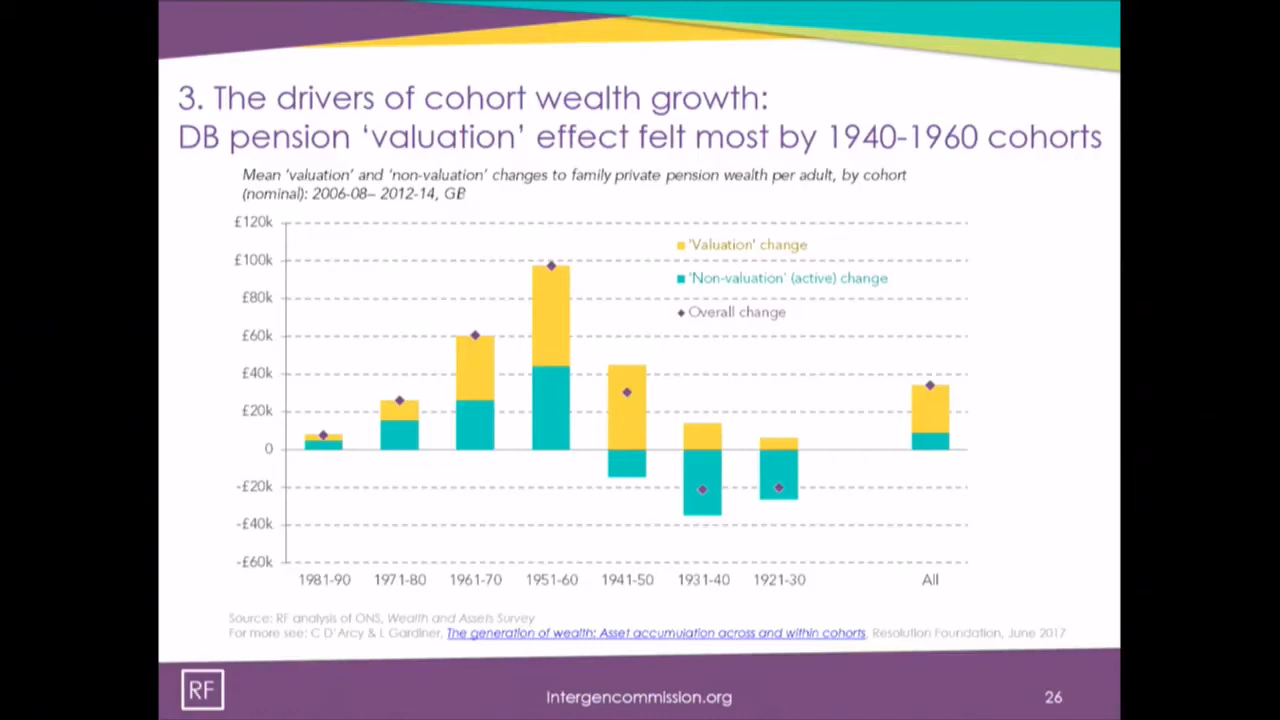 3. The drivers of cohort wealth growth:
DB pension ‘valuation’ effect felt most by 1940-1960 cohorts
Mean ‘valuation’ and ‘non-valuation’ changes to family private pension wealth per adult, by cohort
(nominal): 2006-08– 2012-14, GB
£120k
£100k
£80k
£60k
£40k
£20k
0
-£20k
-£40k
-£60k
'Valuation' change
'Non-valuation' (active) change
Overall change
1981-90 1971-80 1961-70 1951-60 1941-50 1931-40 1921-30 All
Source: RF analysis of ONS, Wealth and Assets Survey
For more see: C D'Arcy & L Gardiner, The generation of wealth: Asset accumulation across and within cohorts, Resolution Foundation, June 2017
RF
intergencommission.org
26